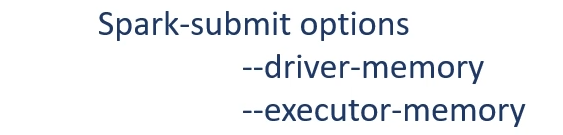 Spark-submit options
--driver-memory
--executor-memory